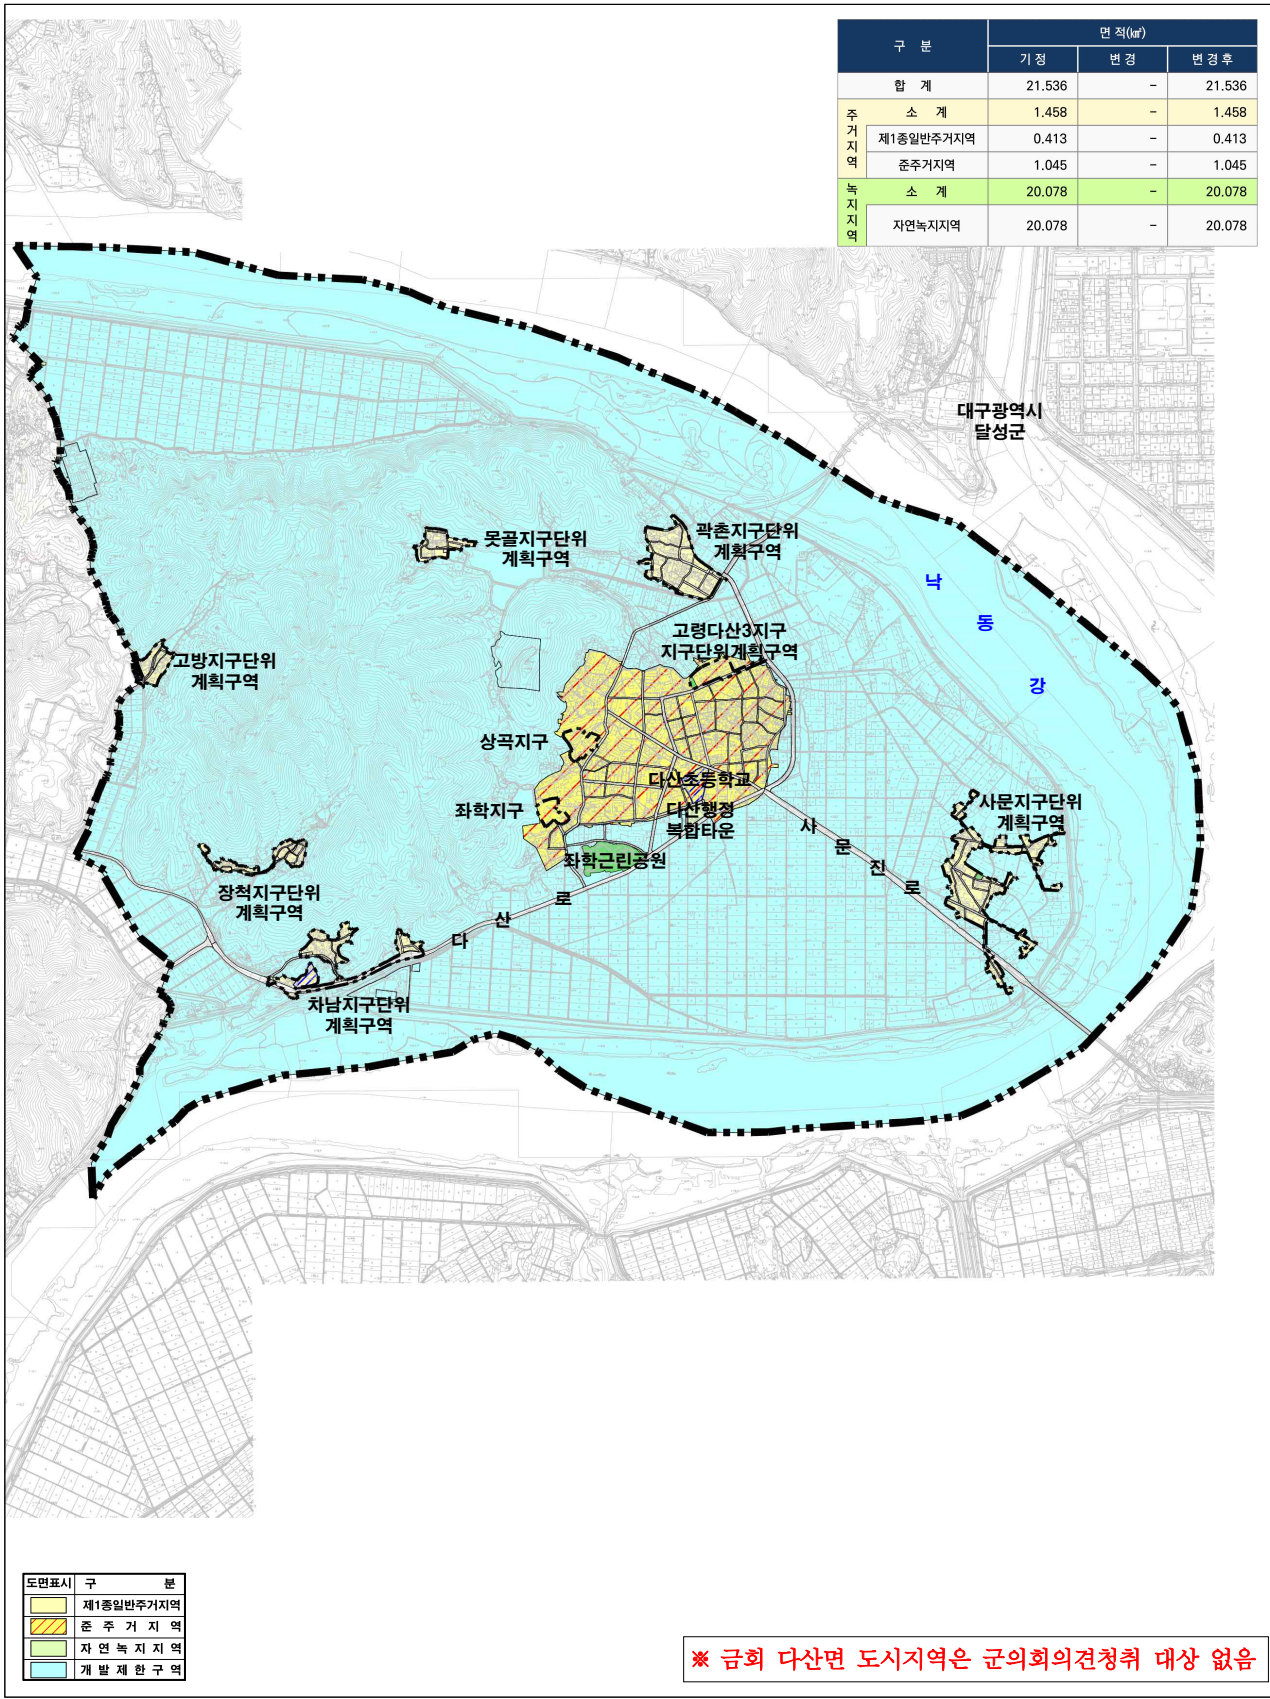 구 분 면 적(㎢)
기 정 변 경 변 경 후
합 계 21.536 - 21.536
주거지역 소 계 1.458 - 1.458
제1종일반주거지역 0.413 - 0.413
준주거지역 1.045 - 1.045
녹지지역 소 계 20.078 - 20.078
자연녹지지역 20.078 - 20.078
대구광역시
달성군
못골지구단위
계획구역
곽촌지구단위
계획구역
낙
동
강
고령다산3지구
지구단위계획구역
고방지구단위
계획구역
상곡지구
다산초등학교
좌학지구
다산행정
복합타운
사문지구단위
계획구역
사
문
진
로
좌학근린공원
장척지구단위
계획구역
다
산
로
차남지구단위
계획구역
도면표시 구 분
제1종일반주거지역
준 주 거 지 역
자 연 녹 지 지 역
개 발 제 한 구 역
※ 금회 다산면 도시지역은 군의회의견청취 대상 없음